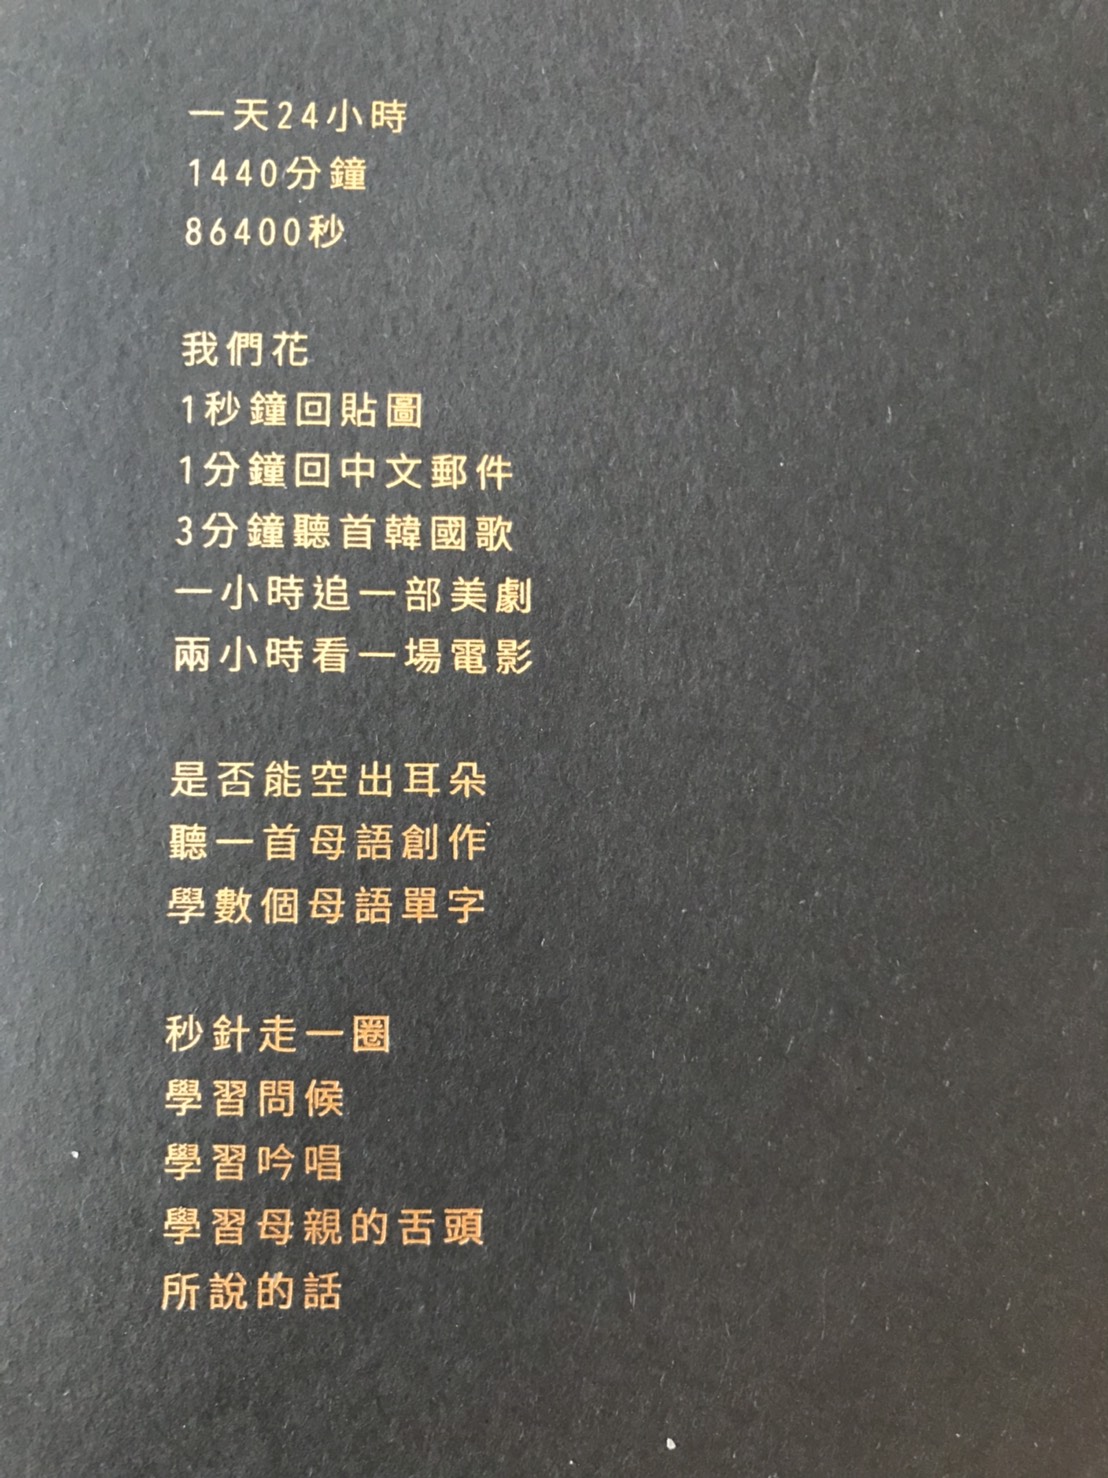 一天24小時
1440分鐘
86400秒
我們花
1秒鐘回貼圖
1分鐘回中文郵件
3分鐘聽首韓國歌
一小時追一部美劇
兩小時看一場電影
是否能空出耳朵
聽一首母語創作
學數個母語單字
秒針走一圈
學習問候
學習吟唱
學習母親的舌頭
所說的話